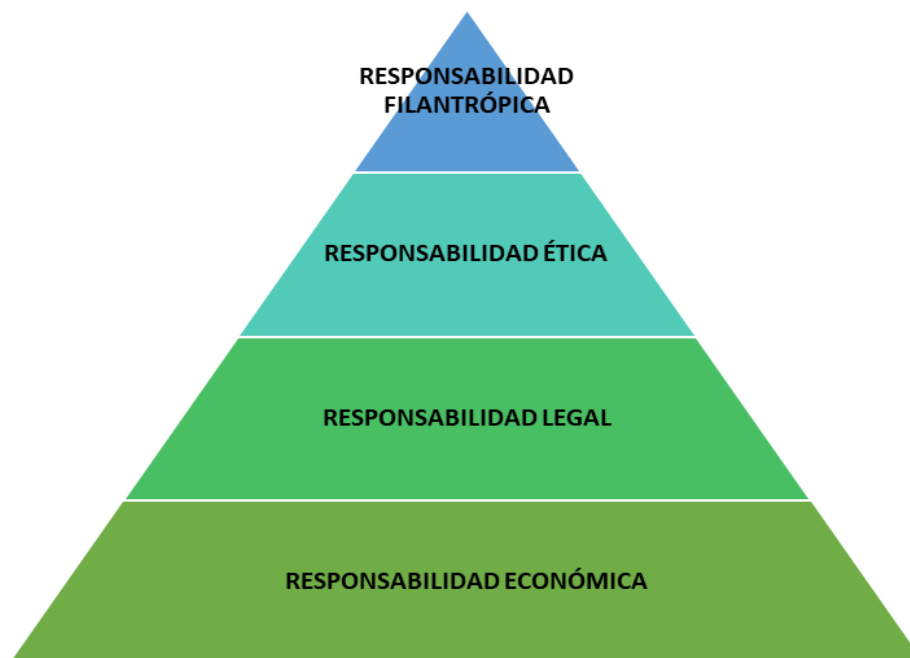 RESPONSABILIDAD
FILANTRÓPICA
RESPONSABILIDAD ÉTICA
RESPONSABILIDAD LEGAL
RESPONSABILIDAD ECONÓMICA